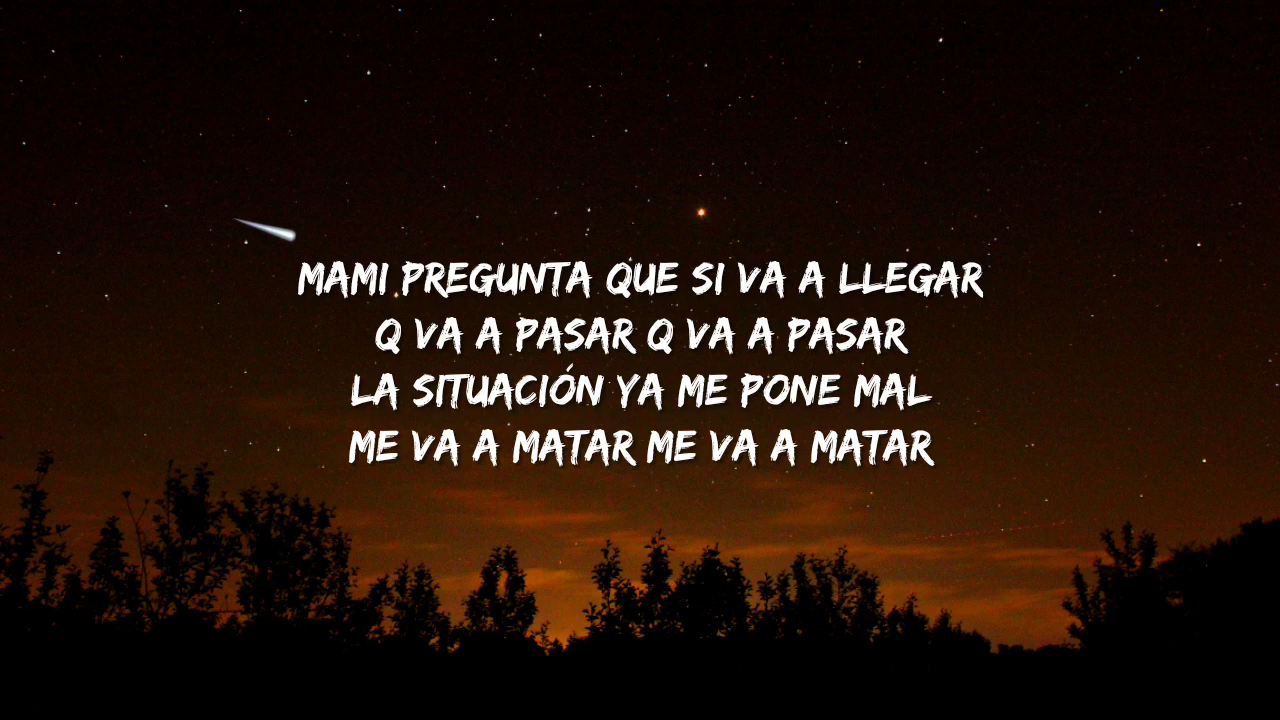 MAMI PREGUNTA QUE SI VA A LLEGAR
Q VA A PASAR Q VA A PASAR
LA SITUACIÓN YA ME PONE MAL
ME VA A MATAR ME VA A MATAR